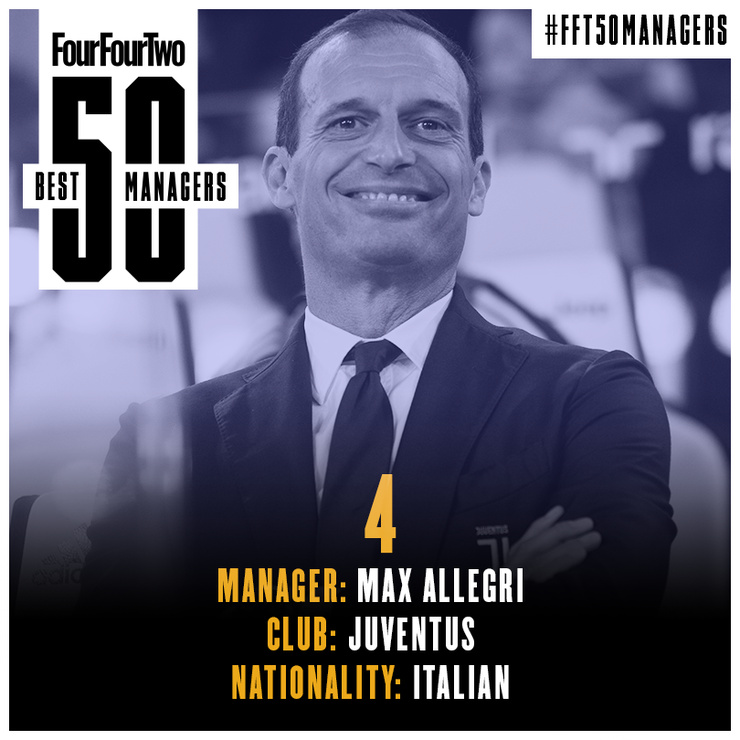 FourFourTwo
50
BEST MANAGERS
#FFT50MANAGERS
4
MANAGER: MAX ALLEGRI
CLUB: JUVENTUS
NATIONALITY: ITALIAN